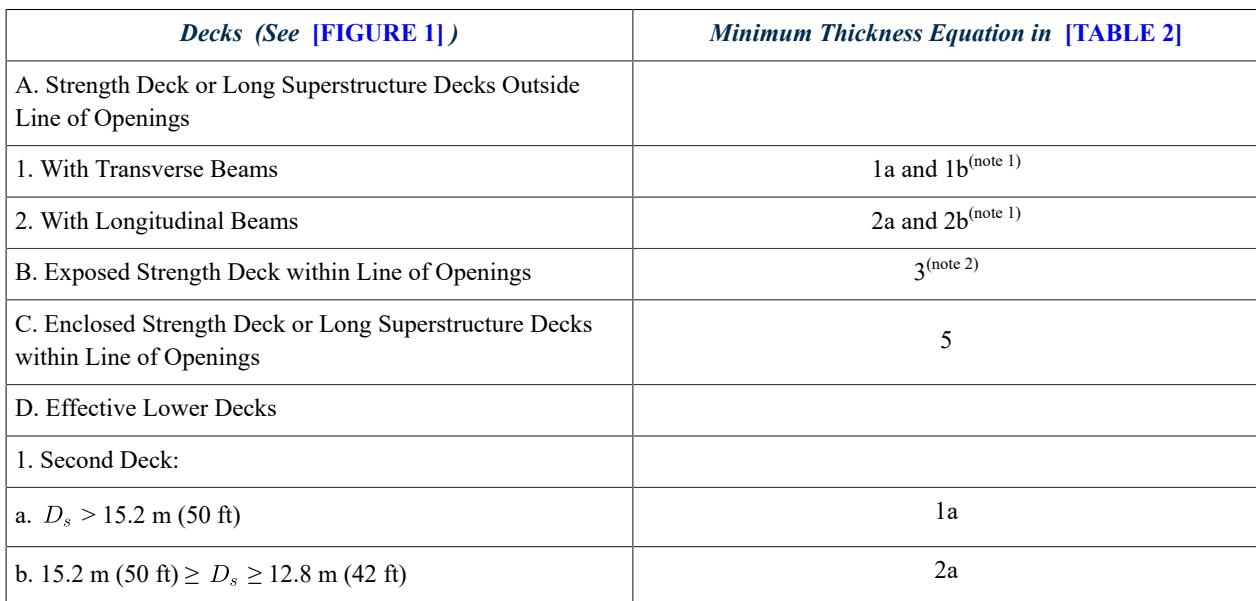 Decks (See [FIGURE 1] ) Minimum Thickness Equation in [TABLE 2]
A. Strength Deck or Long Superstructure Decks Outside
Line of Openings
1. With Transverse Beams 1a and 1b(note 1)
2. With Longitudinal Beams 2a and 2b(note 1)
B. Exposed Strength Deck within Line of Openings 3(note 2)
C. Enclosed Strength Deck or Long Superstructure Decks
within Line of Openings 5
D. Effective Lower Decks
1. Second Deck:
a. Ds > 15.2 m (50 ft) 1a
b. 15.2 m (50 ft) ≥ Ds ≥ 12.8 m (42 ft) 2a